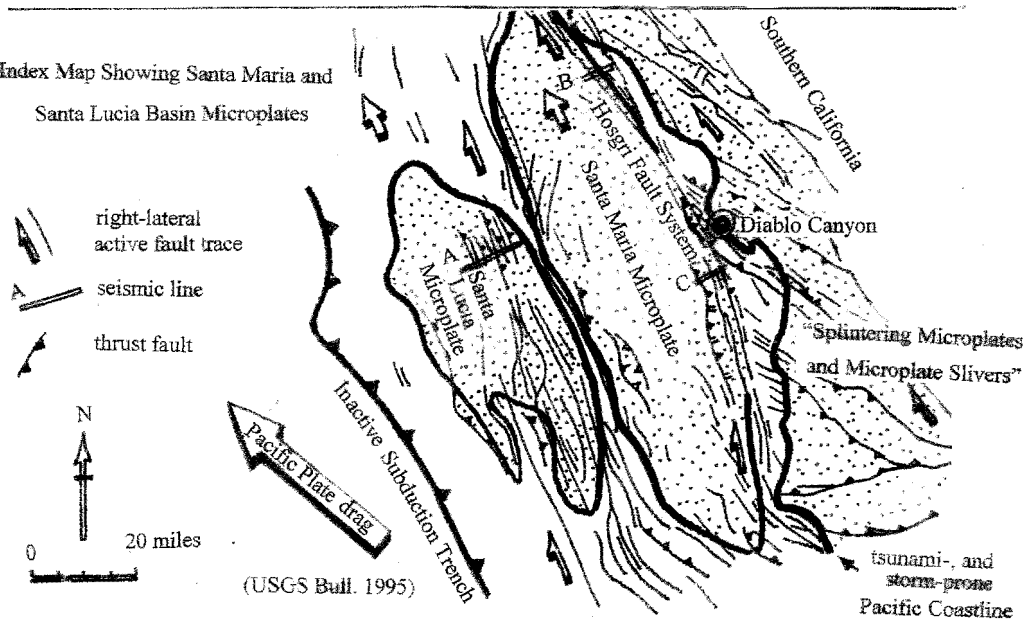 Index Map Showing Santa Maria and
Santa Lucia Basin Microplates
right-lateral
active fault trace
A
seismic line
thrust fault
N
0
20 miles
(USGS Bull. 1995)
Pacific Plate drag
Inactive Subduction Trench
A
Santa
Lucia
Microplate
B
Hosgri Fault System
Santa Maria Microplate
C
Southern California
Diablo Canyon
"Splintering Microplates
and Microplate Slivers"
tsunami-, and
storm-prone
Pacific Coastline